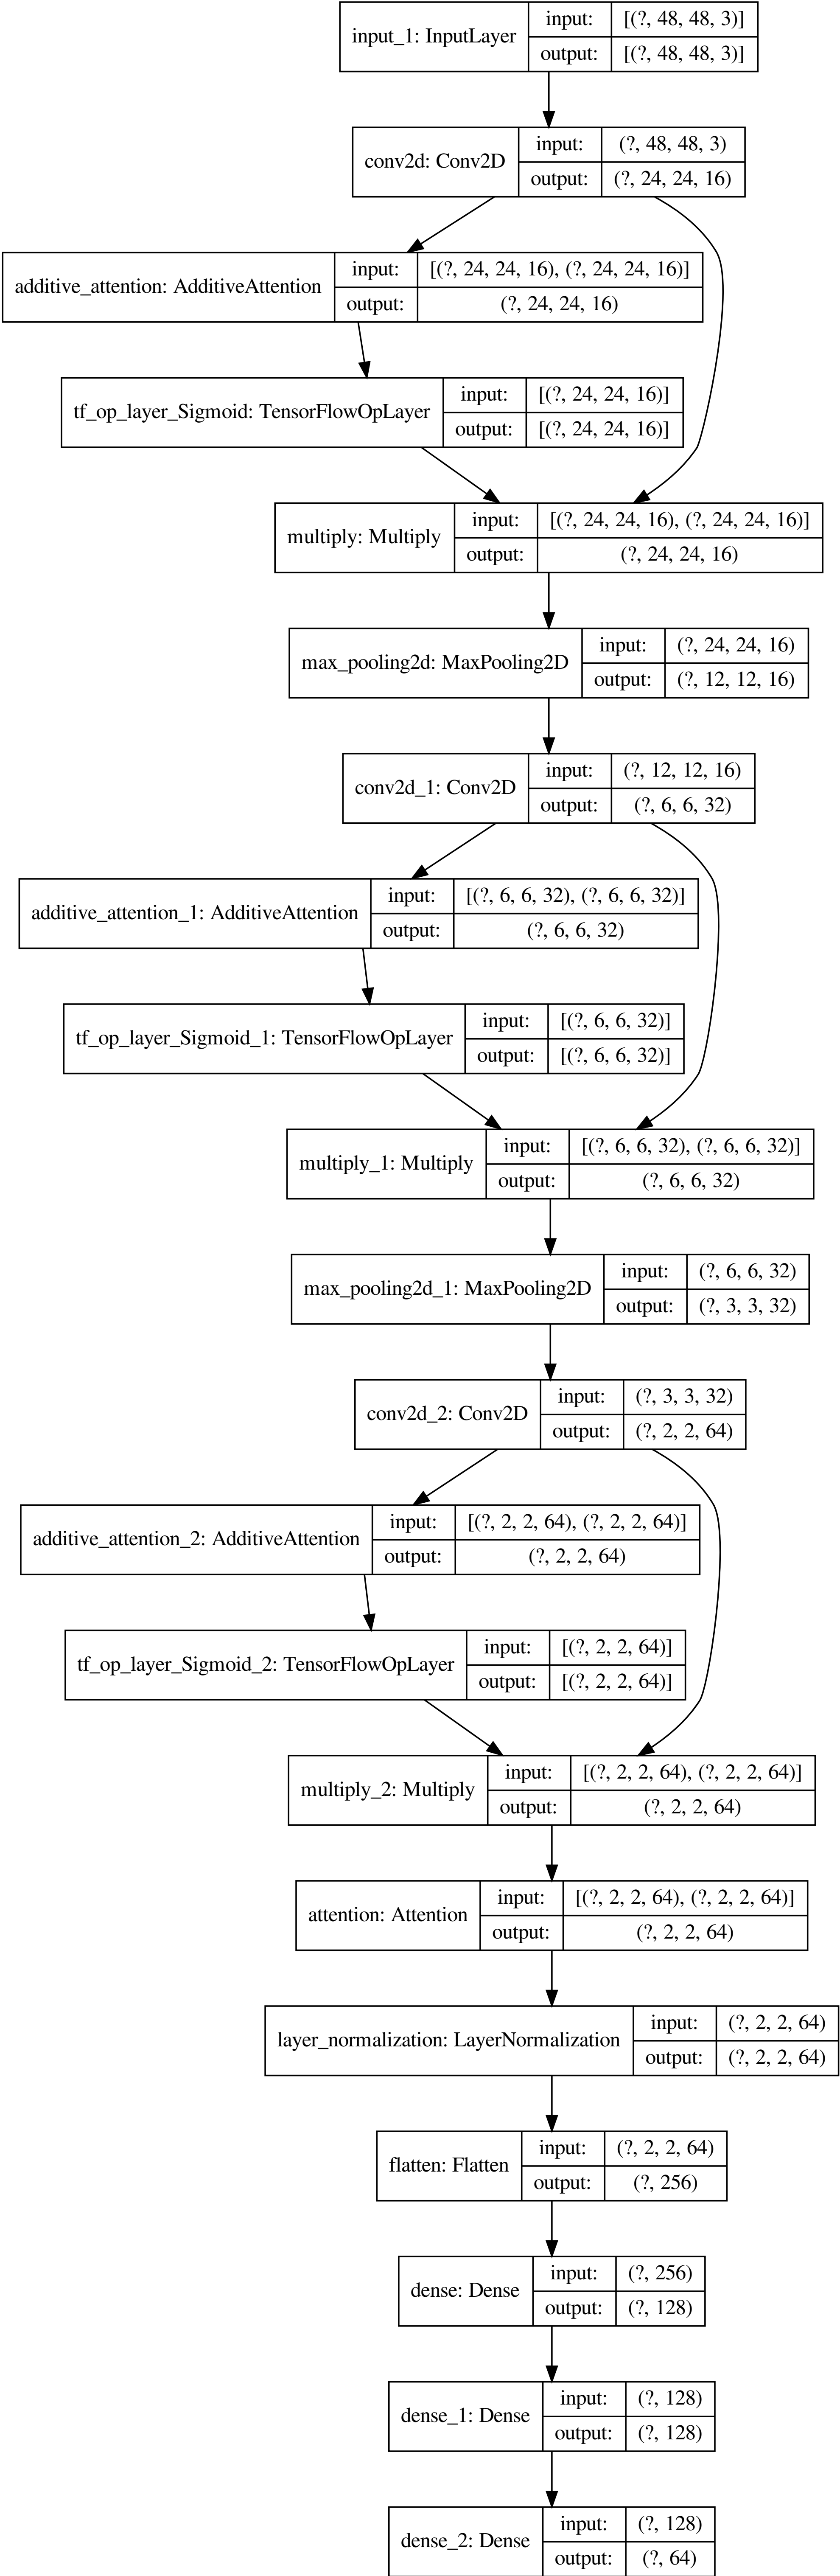 input_1: InputLayer
input: [(?, 48, 48, 3)]
output: [(?, 48, 48, 3)]
conv2d: Conv2D
input: (?, 48, 48, 3)
output: (?, 24, 24, 16)
additive_attention: AdditiveAttention
input: [(?, 24, 24, 16), (?, 24, 24, 16)]
output: (?, 24, 24, 16)
tf_op_layer_Sigmoid: TensorFlowOpLayer
input: [(?, 24, 24, 16)]
output: [(?, 24, 24, 16)]
multiply: Multiply
input: [(?, 24, 24, 16), (?, 24, 24, 16)]
output: (?, 24, 24, 16)
max_pooling2d: MaxPooling2D
input: (?, 24, 24, 16)
output: (?, 12, 12, 16)
conv2d_1: Conv2D
input: (?, 12, 12, 16)
output: (?, 6, 6, 32)
additive_attention_1: AdditiveAttention
input: [(?, 6, 6, 32), (?, 6, 6, 32)]
output: (?, 6, 6, 32)
tf_op_layer_Sigmoid_1: TensorFlowOpLayer
input: [(?, 6, 6, 32)]
output: [(?, 6, 6, 32)]
multiply_1: Multiply
input: [(?, 6, 6, 32), (?, 6, 6, 32)]
output: (?, 6, 6, 32)
max_pooling2d_1: MaxPooling2D
input: (?, 6, 6, 32)
output: (?, 3, 3, 32)
conv2d_2: Conv2D
input: (?, 3, 3, 32)
output: (?, 2, 2, 64)
additive_attention_2: AdditiveAttention
input: [(?, 2, 2, 64), (?, 2, 2, 64)]
output: (?, 2, 2, 64)
tf_op_layer_Sigmoid_2: TensorFlowOpLayer
input: [(?, 2, 2, 64)]
output: [(?, 2, 2, 64)]
multiply_2: Multiply
input: [(?, 2, 2, 64), (?, 2, 2, 64)]
output: (?, 2, 2, 64)
attention: Attention
input: [(?, 2, 2, 64), (?, 2, 2, 64)]
output: (?, 2, 2, 64)
layer_normalization: LayerNormalization
input: (?, 2, 2, 64)
output: (?, 2, 2, 64)
flatten: Flatten
input: (?, 2, 2, 64)
output: (?, 256)
dense: Dense
input: (?, 256)
output: (?, 128)
dense_1: Dense
input: (?, 128)
output: (?, 128)
dense_2: Dense
input: (?, 128)
output: (?, 64)